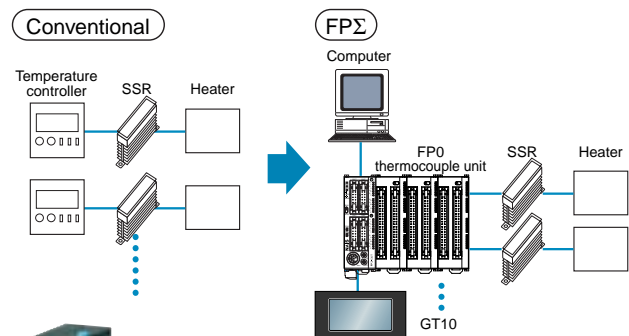 Conventional
Temperature
controller
SSR
Heater
FPΣ
Computer
FP0
thermocouple unit
SSR
Heater
GT10